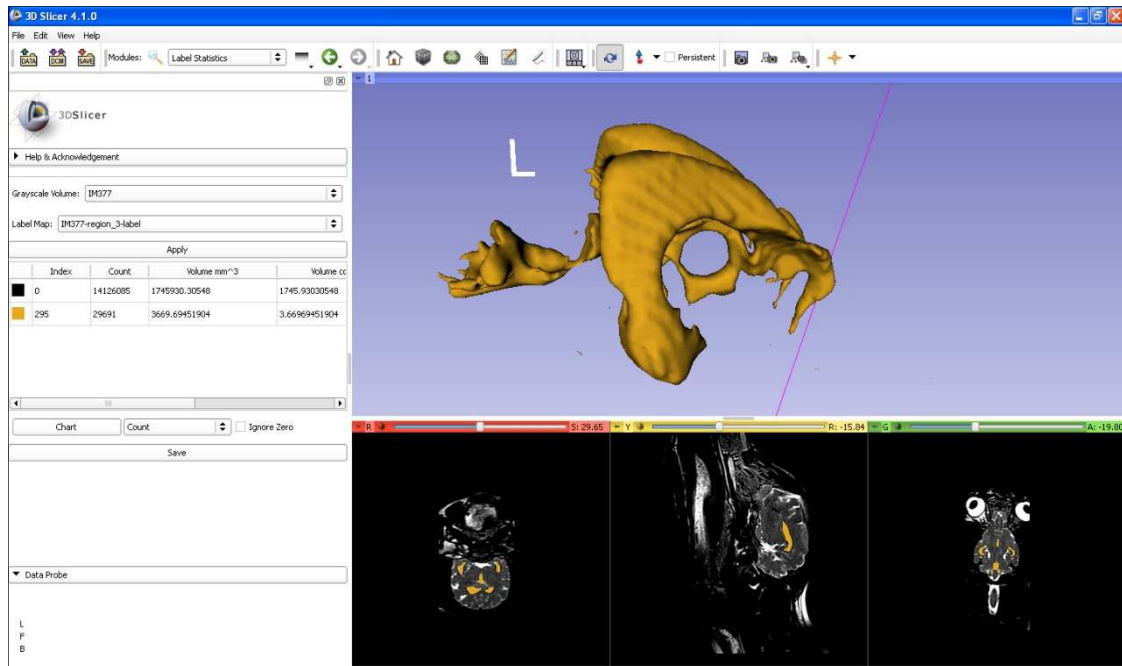 3D Slicer 4.1.0
File Edit View Help
DATA DCM SAVE Modules: Label Statistics Persistent
1
3DSlicer
Help & Acknowledgement
L
Grayscale Volume: IM377
Label Map: IM377-region_3-label
Apply
Index Count Volume mm^3 Volume cc
0 14126085 1745930.30548 1745.93030548
295 29691 3669.69451904 3.66969451904
Chart Count Ignore Zero
R S: 29.65 Y R: -15.84 G A: -19.80
Save
Data Probe
L
F
B